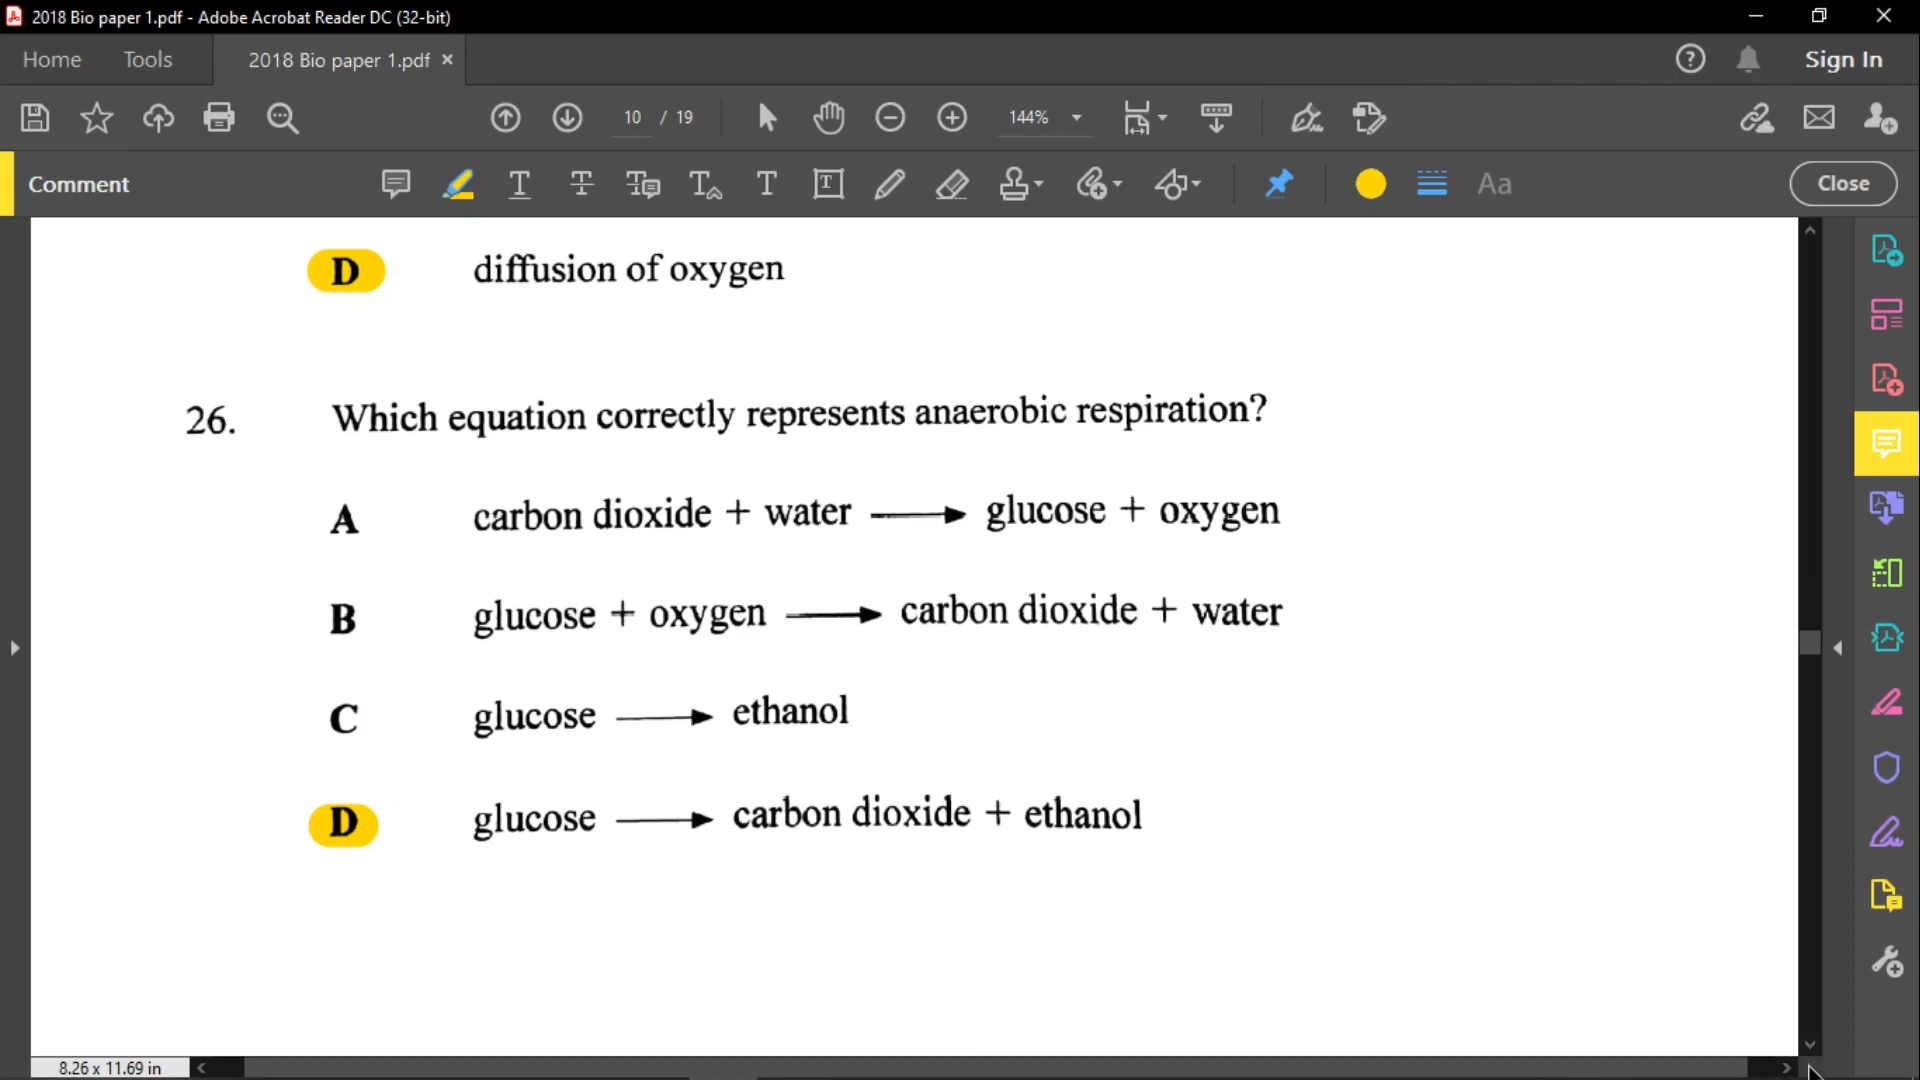 2018 Bio paper 1.pdf - Adobe Acrobat Reader DC (32-bit)
Home Tools 2018 Bio paper 1.pdf × Sign In
10 / 19 144%
Comment Aa Close
D diffusion of oxygen
26. Which equation correctly represents anaerobic respiration?
A carbon dioxide + water → glucose + oxygen
B glucose + oxygen → carbon dioxide + water
C glucose → ethanol
D glucose → carbon dioxide + ethanol
8.26 x 11.69 in